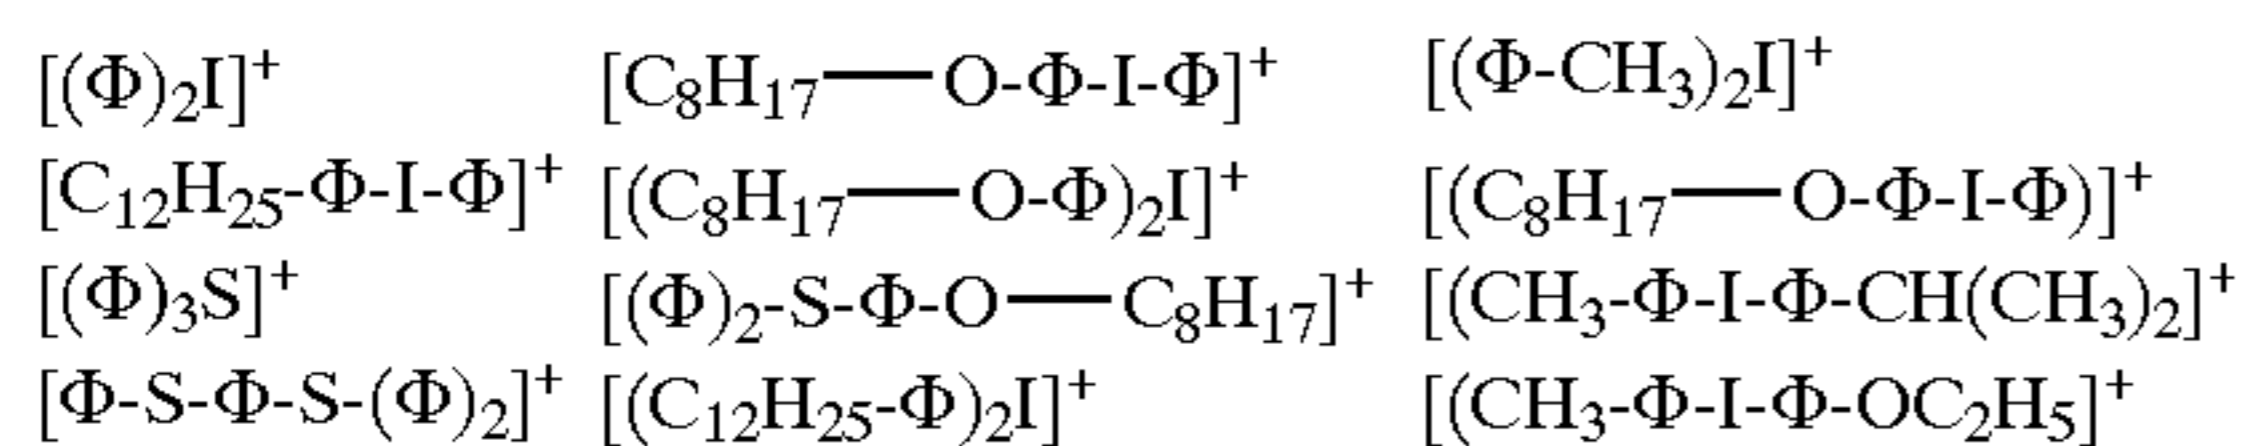 [(Φ)₂I]⁺ [C₈H₁₇—O-Φ-I-Φ]⁺ [(Φ-CH₃)₂I]⁺
[C₁₂H₂₅-Φ-I-Φ]⁺ [(C₈H₁₇—O-Φ)₂I]⁺ [(C₈H₁₇—O-Φ-I-Φ)]⁺
[(Φ)₃S]⁺ [(Φ)₂-S-Φ-O—C₈H₁₇]⁺ [(CH₃-Φ-I-Φ-CH(CH₃)₂]⁺
[Φ-S-Φ-S-(Φ)₂]⁺ [(C₁₂H₂₅-Φ)₂I]⁺ [(CH₃-Φ-I-Φ-OC₂H₅]⁺